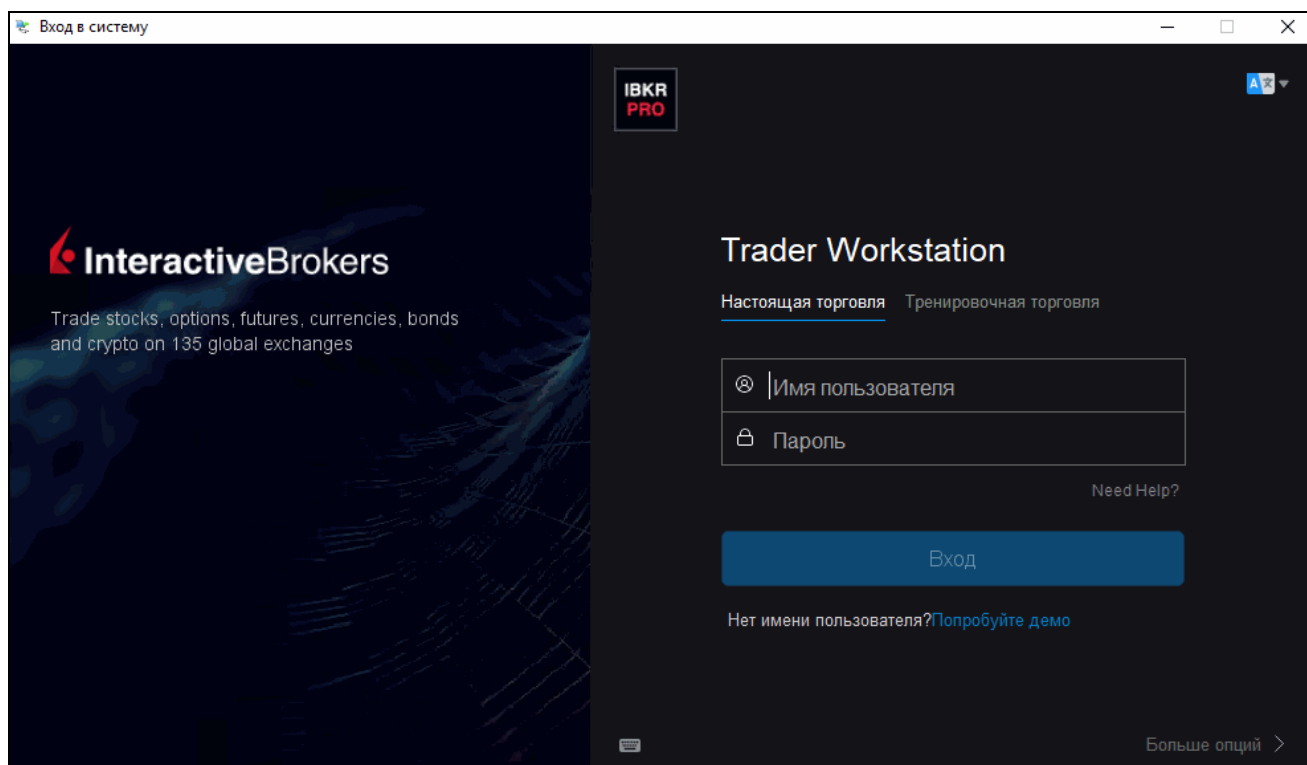 Вход в систему
IBKR
PRO
InteractiveBrokers
Trade stocks, options, futures, currencies, bonds
and crypto on 135 global exchanges
Trader Workstation
Настоящая торговля Тренировочная торговля
Имя пользователя
Пароль
Need Help?
Вход
Нет имени пользователя?Попробуйте демо
Больше опций